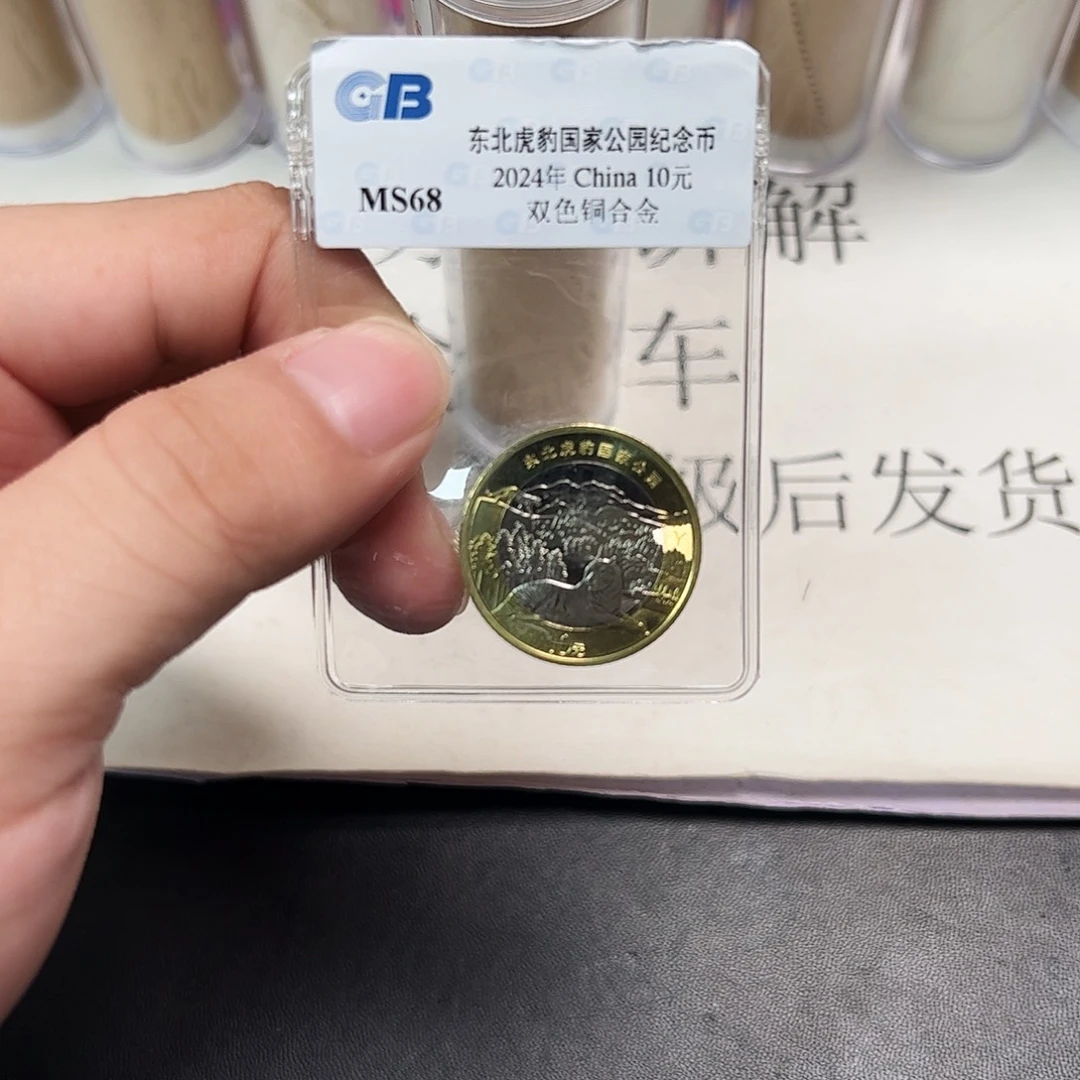 GB
东北虎豹国家公园纪念币
MS68
2024年 China 10元
双色铜合金
解
车
级后发货
东北虎豹国家公园
元